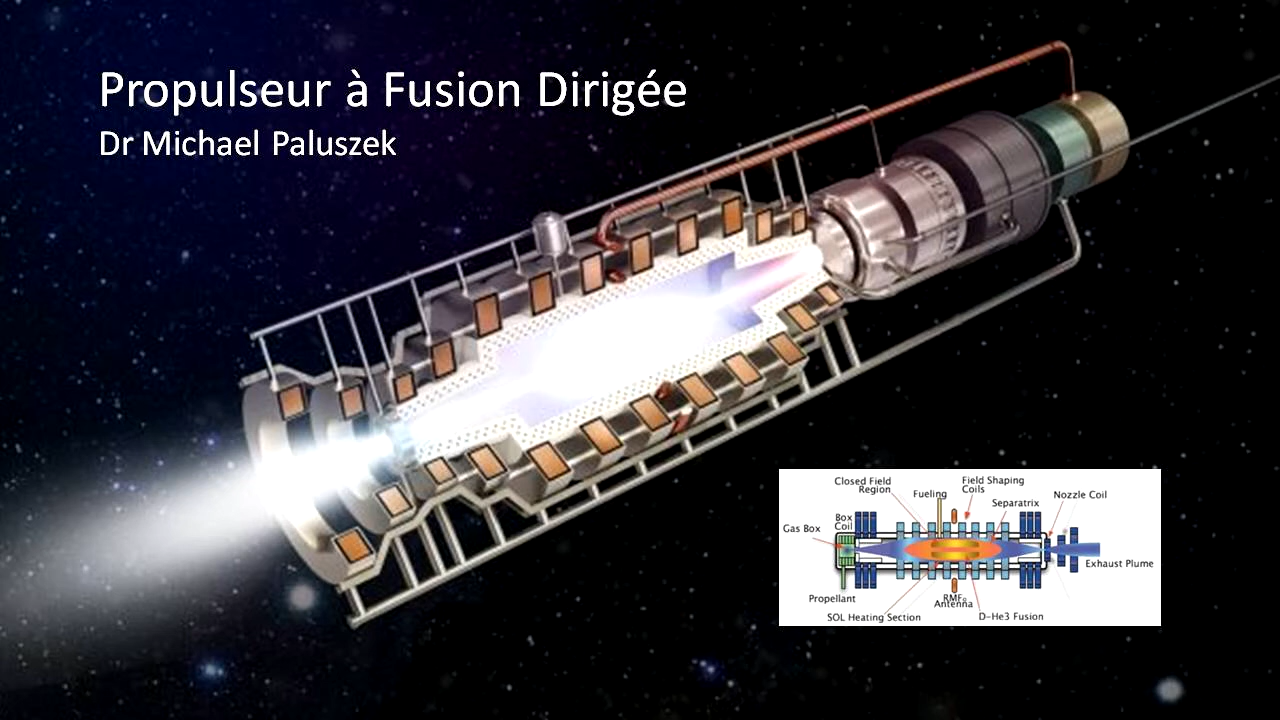 Propulseur à Fusion Dirigée
Dr Michael Paluszek
Closed Field
Region
Fueling
Field Shaping
Coils
Separatrix
Nozzle Coil
Box
Coil
Gas Box
Exhaust Plume
Propellant
RMFo
Antenna
SOL Heating Section
D-He3 Fusion